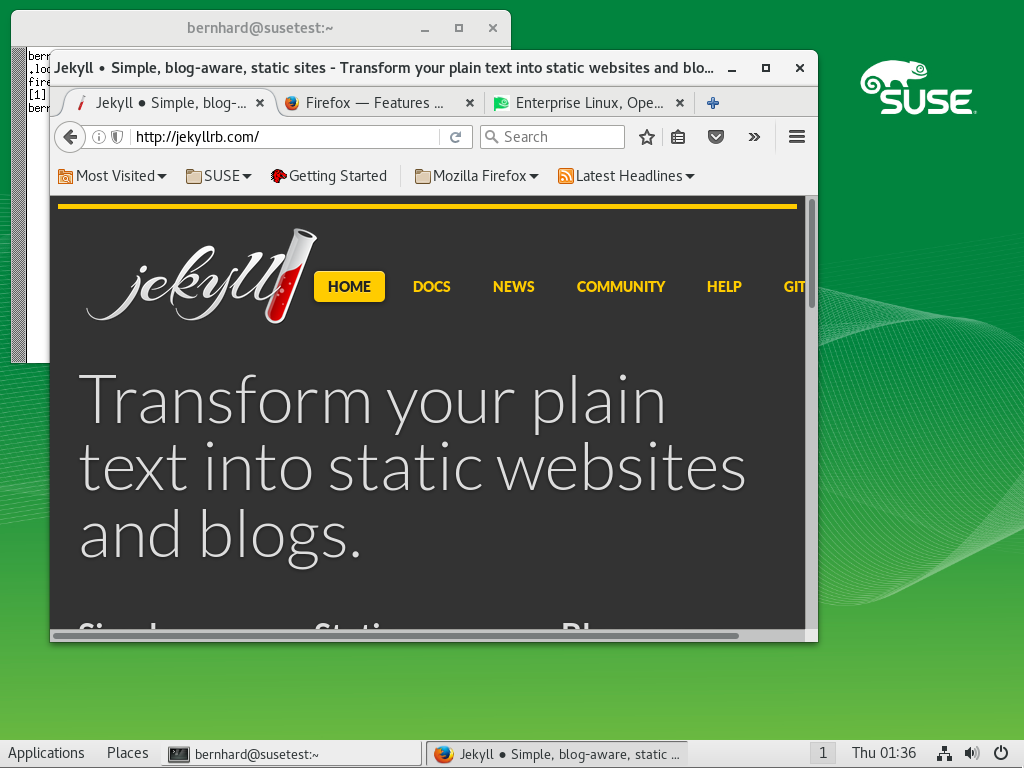 bernhard@susetest:~
bern
.loc
fire
[1]
bern
SUSE
Jekyll • Simple, blog-aware, static sites - Transform your plain text into static websites and blo...
Jekyll • Simple, blog-...
Firefox — Features ...
Enterprise Linux, Ope...
http://jekyllrb.com/
Search
Most Visited
SUSE
Getting Started
Mozilla Firefox
Latest Headlines
jekyll
HOME
DOCS
NEWS
COMMUNITY
HELP
GIT
Transform your plain
text into static websites
and blogs.
Applications
Places
bernhard@susetest:~
Jekyll • Simple, blog-aware, static ...
1
Thu 01:36